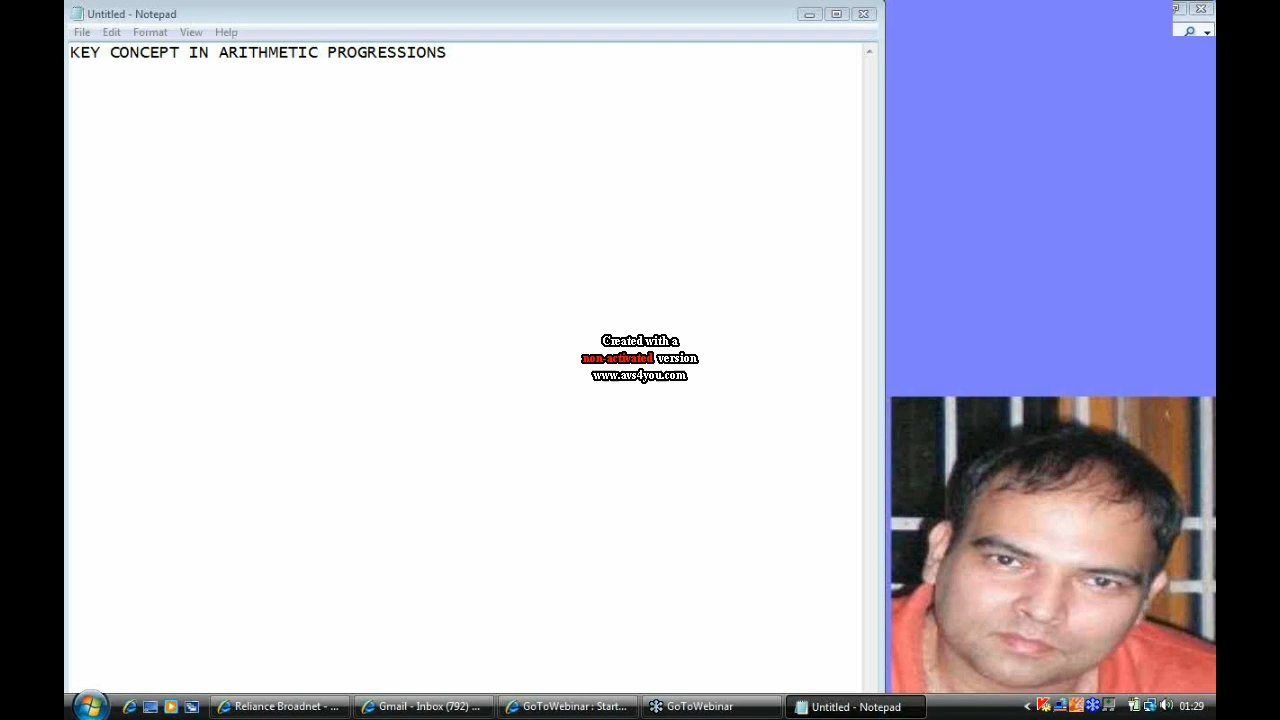 Untitled - Notepad
File Edit Format View Help
KEY CONCEPT IN ARITHMETIC PROGRESSIONS
Created with a
non-activated version
www.avs4you.com
Reliance Broadnet - ... Gmail - Inbox (792) ... GoToWebinar : Start... GoToWebinar Untitled - Notepad 01:29